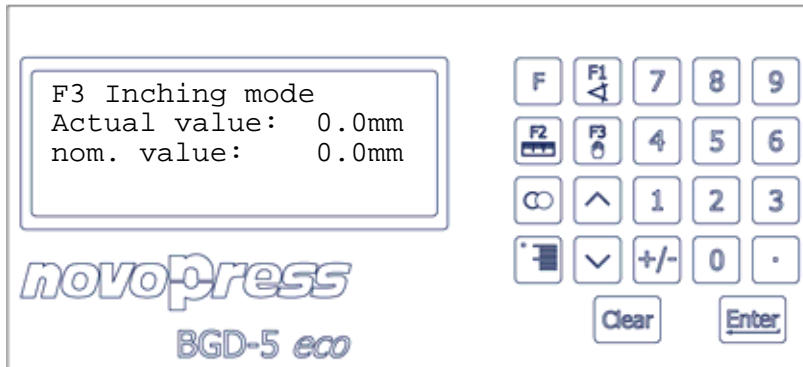 F3 Inching mode
Actual value: 0.0mm
nom. value: 0.0mm
novopress
BGD-5 eco
F F1 7 8 9
F2 F3 4 5 6
1 2 3
+/- 0 .
Clear Enter